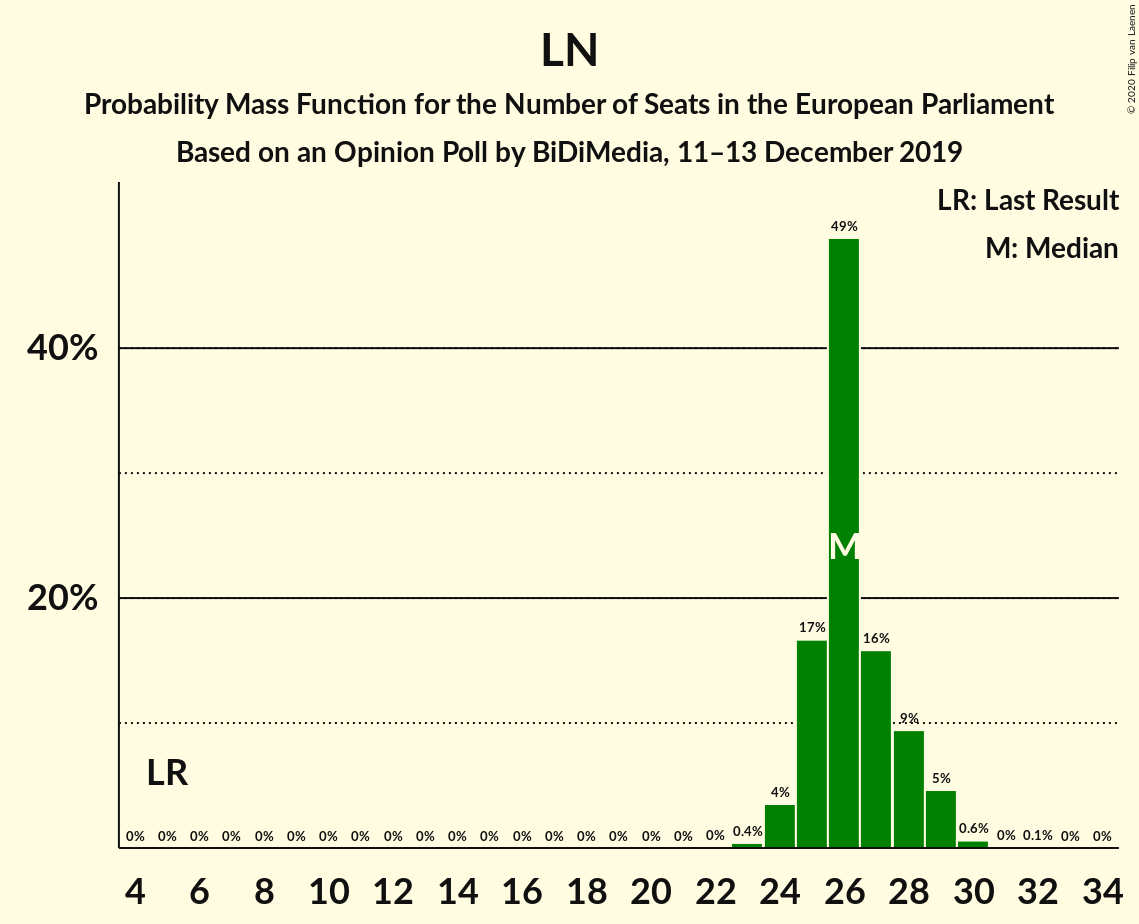 LN
Probability Mass Function for the Number of Seats in the European Parliament
Based on an Opinion Poll by BiDiMedia, 11–13 December 2019
© 2020 Filip van Laenen
LR: Last Result
M: Median
40%
20%
LR
M
0% 0% 0% 0% 0% 0% 0% 0% 0% 0% 0% 0% 0% 0% 0% 0% 0% 0% 0% 0.4% 4% 17% 49% 16% 9% 5% 0.6% 0% 0.1% 0% 0%
4 6 8 10 12 14 16 18 20 22 24 26 28 30 32 34